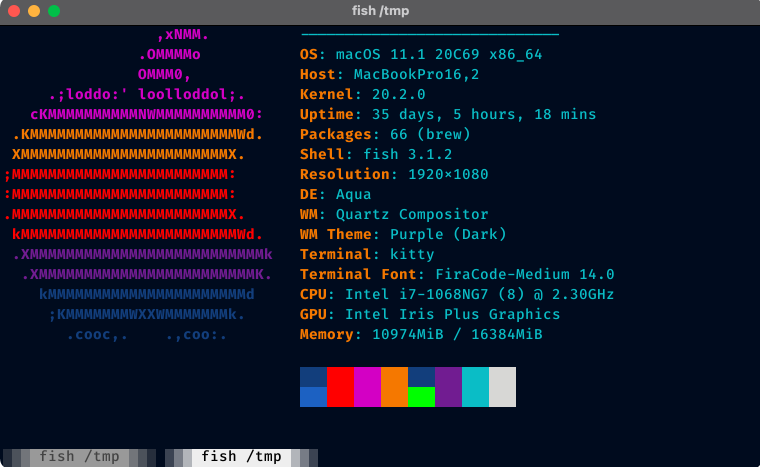 fish /tmp
,xNMM.
.OMMMMo
OMMM0,
.;loddo:' loolloddol;.
cKMMMMMMMMMMNWMMMMMMMMMM0:
.KMMMMMMMMMMMMMMMMMMMMMMMWd.
XMMMMMMMMMMMMMMMMMMMMMMMX.
;MMMMMMMMMMMMMMMMMMMMMMMM:
:MMMMMMMMMMMMMMMMMMMMMMMM:
.MMMMMMMMMMMMMMMMMMMMMMMMX.
kMMMMMMMMMMMMMMMMMMMMMMMMWd.
.XMMMMMMMMMMMMMMMMMMMMMMMMMMk
.XMMMMMMMMMMMMMMMMMMMMMMMMK.
kMMMMMMMMMMMMMMMMMMMMMMd
;KMMMMMMMWXXWMMMMMMMk.
.cooc,. .,coo:.
-----------------------------
OS: macOS 11.1 20C69 x86_64
Host: MacBookPro16,2
Kernel: 20.2.0
Uptime: 35 days, 5 hours, 18 mins
Packages: 66 (brew)
Shell: fish 3.1.2
Resolution: 1920×1080
DE: Aqua
WM: Quartz Compositor
WM Theme: Purple (Dark)
Terminal: kitty
Terminal Font: FiraCode-Medium 14.0
CPU: Intel i7-1068NG7 (8) @ 2.30GHz
GPU: Intel Iris Plus Graphics
Memory: 10974MiB / 16384MiB
fish /tmp fish /tmp